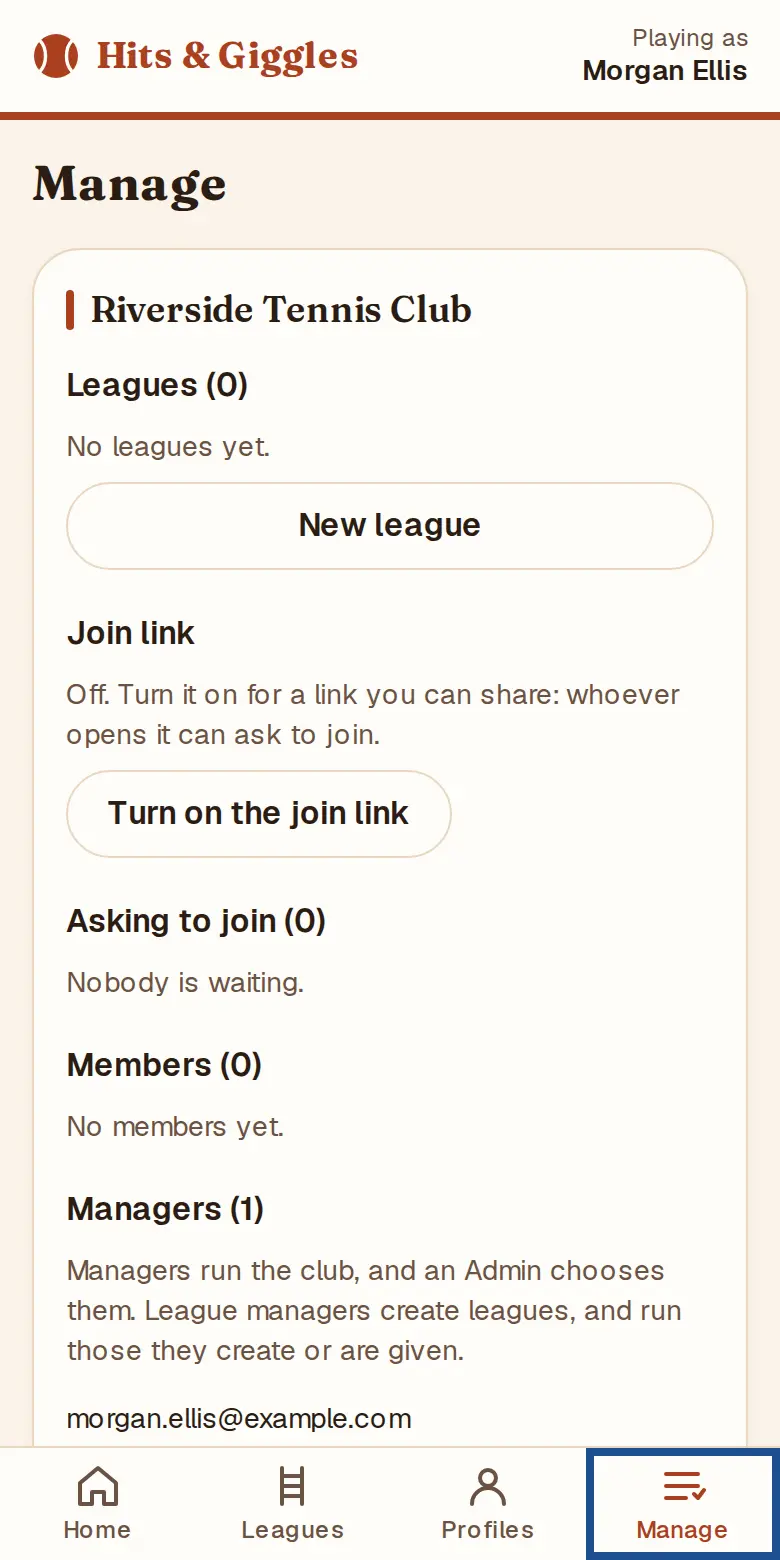 Hits & Giggles
Playing as
Morgan Ellis
Manage
Riverside Tennis Club
Leagues (0)
No leagues yet.
New league
Join link
Off. Turn it on for a link you can share: whoever
opens it can ask to join.
Turn on the join link
Asking to join (0)
Nobody is waiting.
Members (0)
No members yet.
Managers (1)
Managers run the club, and an Admin chooses
them. League managers create leagues, and run
those they create or are given.
morgan.ellis@example.com
Home
Leagues
Profiles
Manage